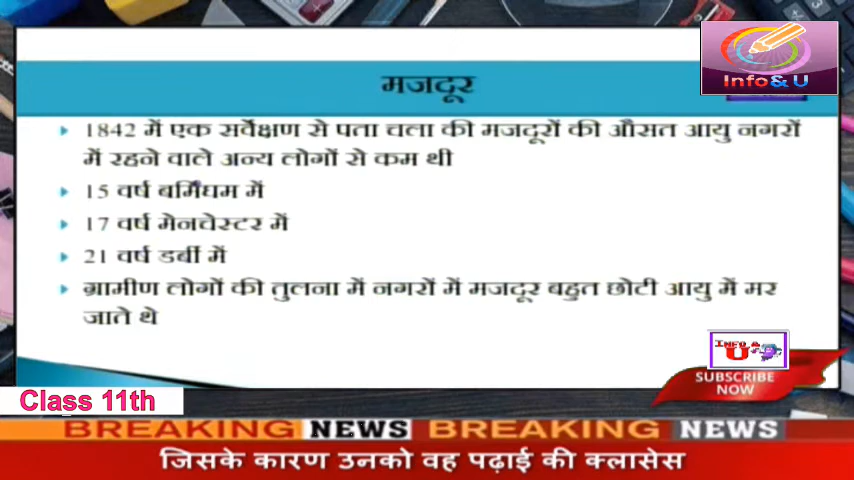 Info&U
मजदूर
1842 में एक सर्वेक्षण से पता चला की मजदूरों की औसत आयु नगरों
में रहने वाले अन्य लोगों से कम थी
15 वर्ष बर्मिंघम में
17 वर्ष मेनचेस्टर में
21 वर्ष डर्बी में
ग्रामीण लोगों की तुलना में नगरों में मजदूर बहुत छोटी आयु में मर
जाते थे
INFO &
U
SUBSCRIBE
NOW
Class 11th
BREAKING NEWS BREAKING NEWS
जिसके कारण उनको वह पढ़ाई की क्लासेस